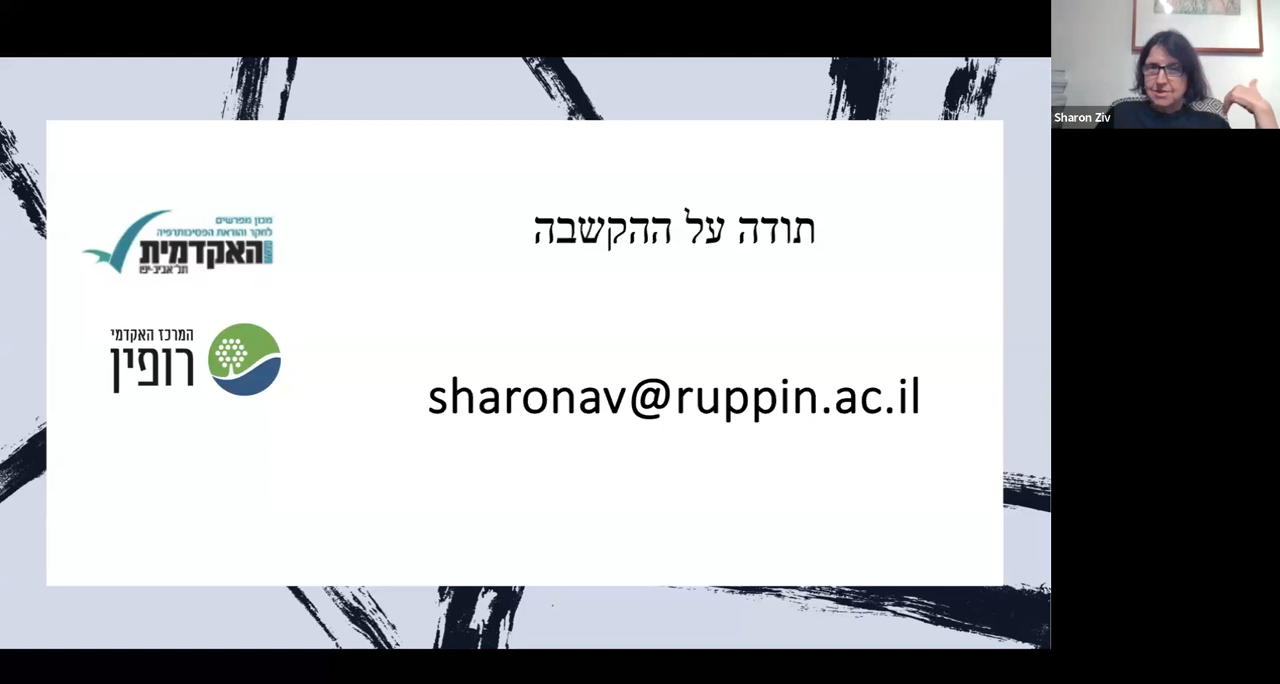 תודה על ההקשבה
sharonav@ruppin.ac.il
מכון מפרשים
לחקר והוראת הפסיכותרפיה
האקדמית
תל־אביב-יפו
המרכז האקדמי
רופין
Sharon Ziv